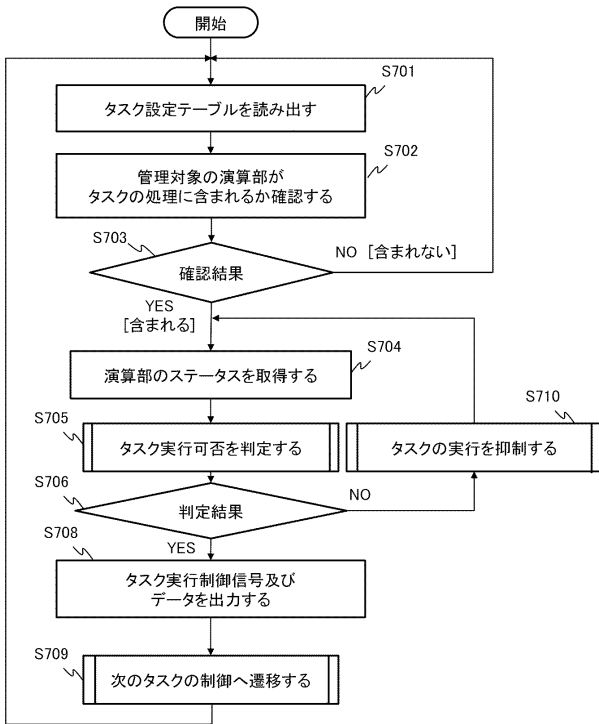 開始
S701
タスク設定テーブルを読み出す
S702
管理対象の演算部が
タスクの処理に含まれるか確認する
S703
確認結果
NO [含まれない]
YES
[含まれる]
S704
演算部のステータスを取得する
S705
タスク実行可否を判定する
S710
タスクの実行を抑制する
S706
判定結果
NO
YES
S708
タスク実行制御信号及び
データを出力する
S709
次のタスクの制御へ遷移する